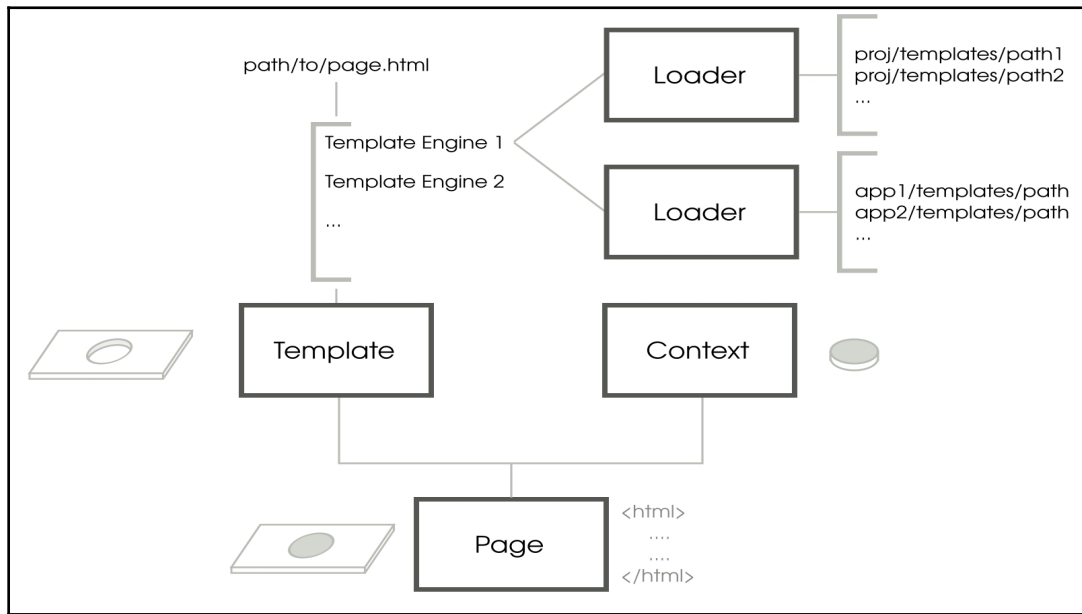 path/to/page.html
Template Engine 1
Template Engine 2
...
Loader
proj/templates/path1
proj/templates/path2
...
Loader
app1/templates/path
app2/templates/path
...
Template
Context
Page
<html>
....
....
</html>